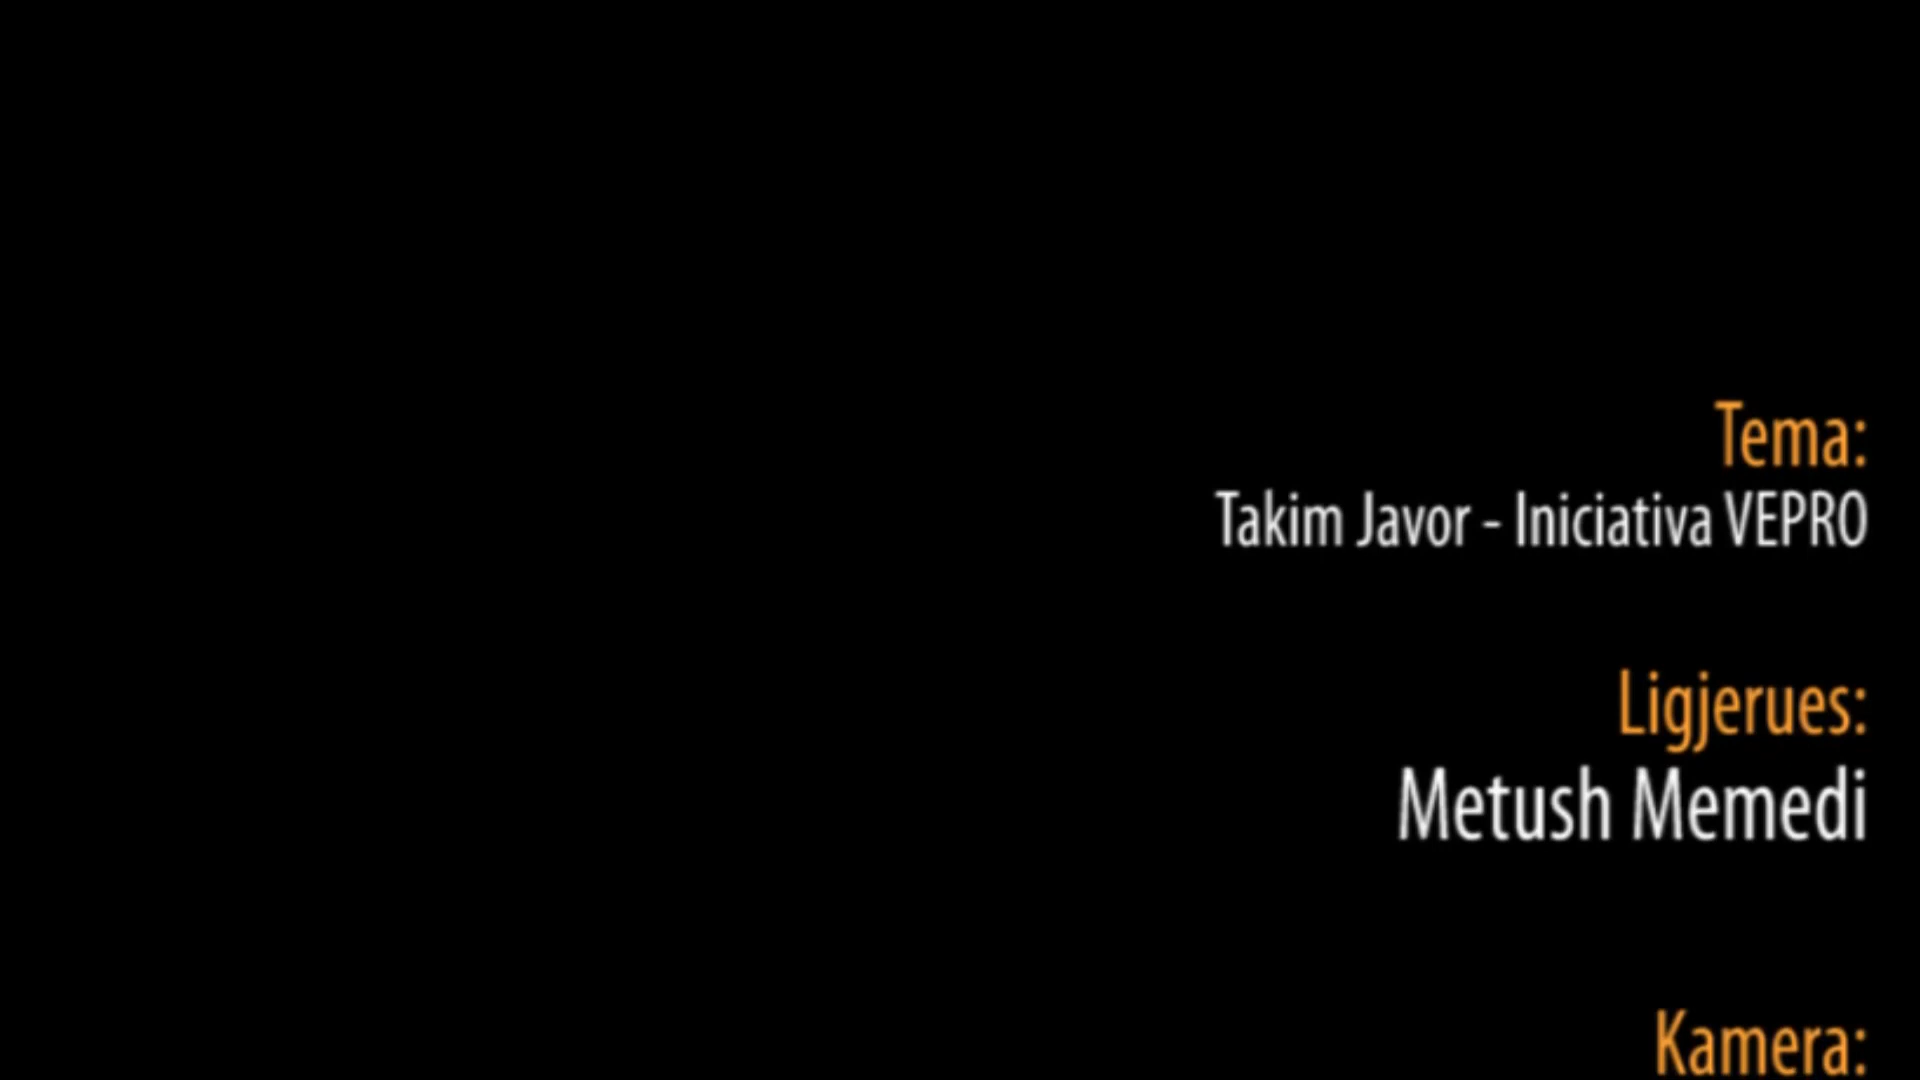 Tema:
Takim Javor - Iniciativa VEPRO
Ligjerues:
Metush Memedi
Kamera: